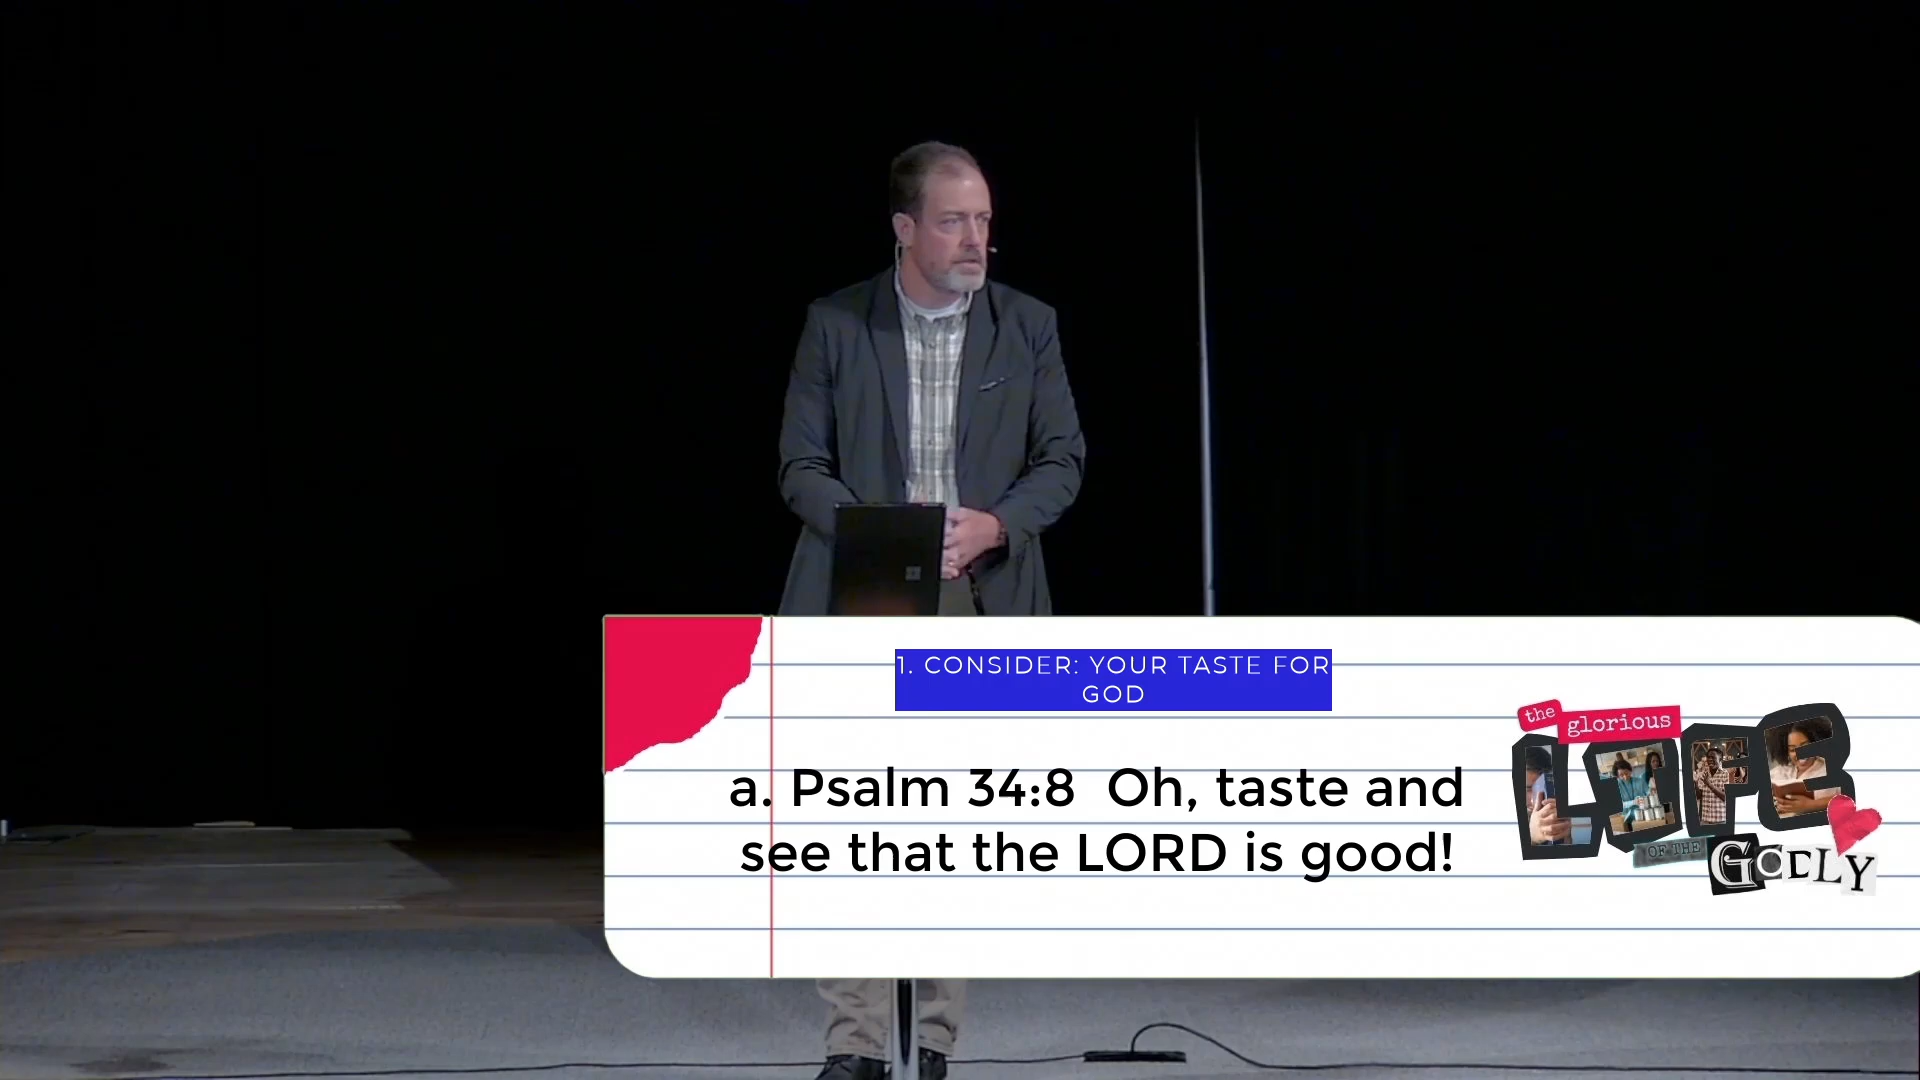 1. CONSIDER: YOUR TASTE FOR
GOD
a. Psalm 34:8  Oh, taste and
see that the LORD is good!
the
glorious
LIFE
OF THE
GODLY